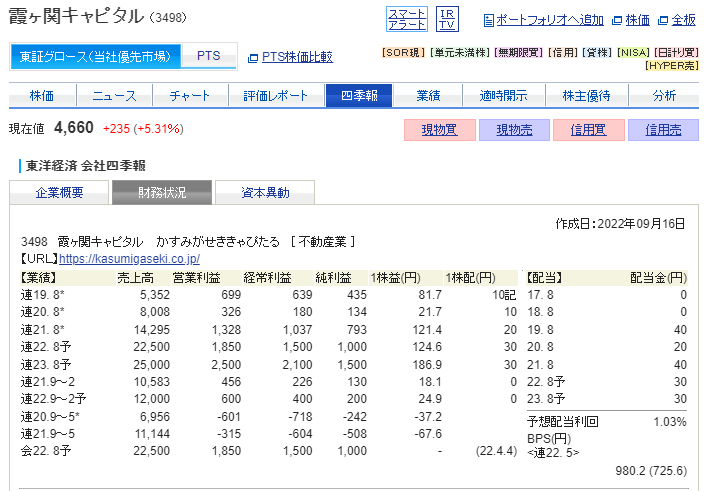 霞ヶ関キャピタル (3498)
スマートアラート IR TV ポートフォリオへ追加 株価 全板
東証グロース(当社優先市場) PTS PTS株価比較
[SOR現] [単元未満株] [無期限買] [信用] [貸株] [NISA] [日計り買]
[HYPER売]
株価 ニュース チャート 評価レポート 四季報 業績 適時開示 株主優待 分析
現在値 4,660 +235 (+5.31%) 現物買 現物売 信用買 信用売
東洋経済 会社四季報
企業概要 財務状況 資本異動
作成日:2022年09月16日
3498 霞ヶ関キャピタル かすみがせききゃぴたる [ 不動産業 ]
【URL】https://kasumigaseki.co.jp/
【業績】 売上高 営業利益 経常利益 純利益 1株益(円) 1株配(円)
連19. 8* 5,352 699 639 435 81.7 10記
連20. 8* 8,008 326 180 134 21.7 10
連21. 8* 14,295 1,328 1,037 793 121.4 20
連22. 8予 22,500 1,850 1,500 1,000 124.6 30
連23. 8予 25,000 2,500 2,100 1,500 186.9 30
連21.9~2 10,583 456 226 130 18.1 0
連22.9~2予 12,000 600 400 200 24.9 0
連20.9~5* 6,956 -601 -718 -242 -37.2
連21.9~5 11,144 -315 -604 -508 -67.6
会22. 8予 22,500 1,850 1,500 1,000 - (22.4.4)
【配当】 配当金(円)
17. 8 0
18. 8 0
19. 8 40
20. 8 20
21. 8 40
22. 8予 30
23. 8予 30
予想配当利回 1.03%
BPS(円)
<連22. 5>
980.2 (725.6)